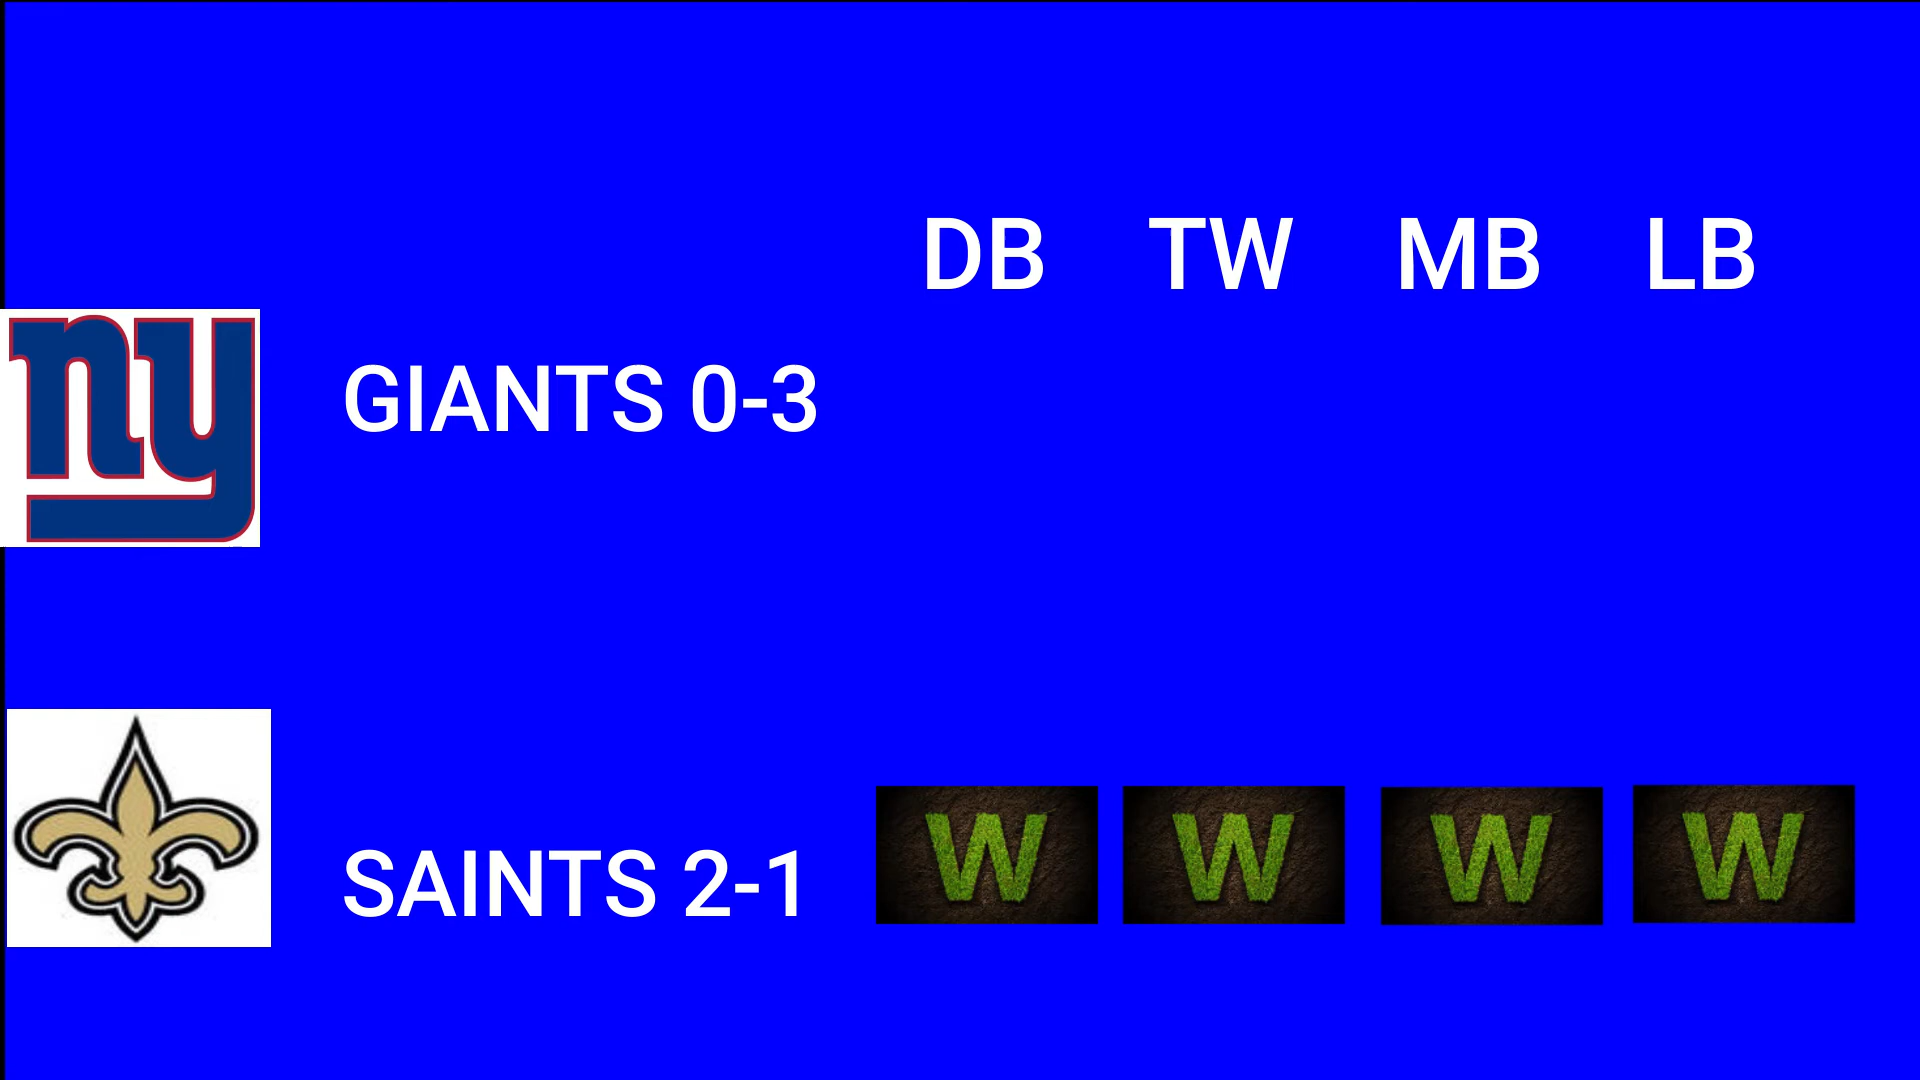 DB TW MB LB
ny
GIANTS 0-3
SAINTS 2-1
W W W W